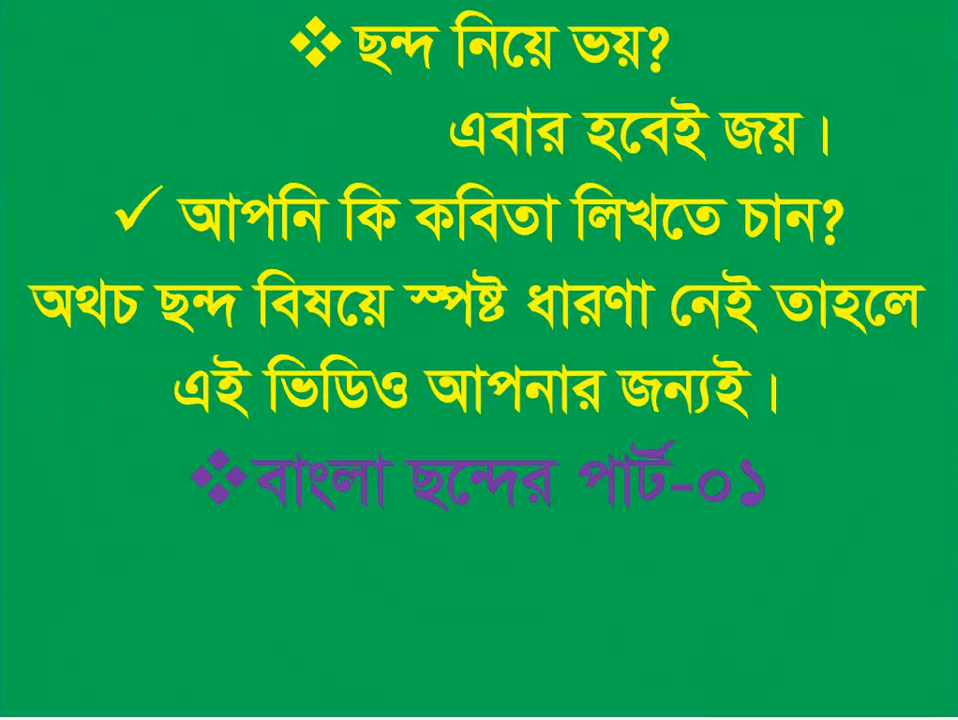 ❖ ছন্দ নিয়ে ভয়?
এবার হবেই জয়।
✓ আপনি কি কবিতা লিখতে চান?
অথচ ছন্দ বিষয়ে স্পষ্ট ধারণা নেই তাহলে
এই ভিডিও আপনার জন্যই।
❖বাংলা ছন্দের পার্ট-০১